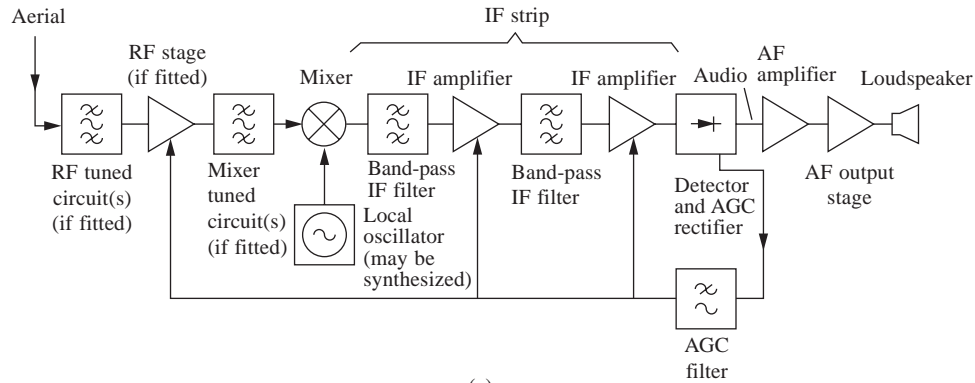 Aerial
IF strip
RF stage
(if fitted)
Mixer
IF amplifier
IF amplifier
Audio
AF
amplifier
Loudspeaker
RF tuned
circuit(s)
(if fitted)
Mixer
tuned
circuit(s)
(if fitted)
Local
oscillator
(may be
synthesized)
Band-pass
IF filter
Band-pass
IF filter
Detector
and AGC
rectifier
AF output
stage
AGC
filter